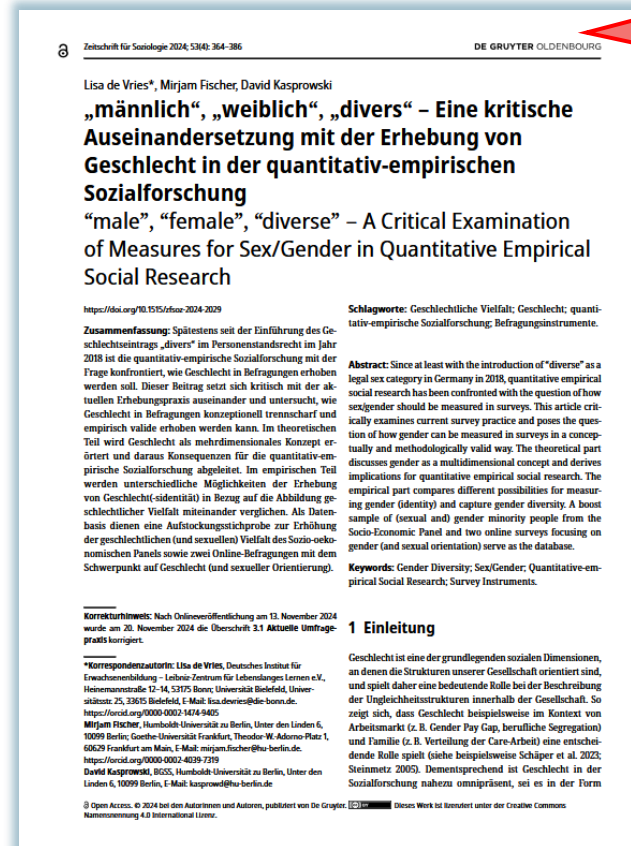 Zeitschrift für Soziologie 2024; 53(4): 364–386
DE GRUYTER OLDENBOURG
Lisa de Vries*, Mirjam Fischer, David Kasprowski
„männlich“, „weiblich“, „divers“ – Eine kritische
Auseinandersetzung mit der Erhebung von
Geschlecht in der quantitativ-empirischen
Sozialforschung
“male”, “female”, “diverse” – A Critical Examination
of Measures for Sex/Gender in Quantitative Empirical
Social Research
https://doi.org/10.1515/zfsoz-2024-2029
Zusammenfassung: Spätestens seit der Einführung des Ge-
schlechtseintrags „divers“ im Personenstandsrecht im Jahr
2018 ist die quantitativ-empirische Sozialforschung mit der
Frage konfrontiert, wie Geschlecht in Befragungen erhoben
werden soll. Dieser Beitrag setzt sich kritisch mit der ak-
tuellen Erhebungspraxis auseinander und untersucht, wie
Geschlecht in Befragungen konzeptionell trennscharf und
empirisch valide erhoben werden kann. Im theoretischen
Teil wird Geschlecht als mehrdimensionales Konzept er-
örtert und daraus Konsequenzen für die quantitativ-em-
pirische Sozialforschung abgeleitet. Im empirischen Teil
werden unterschiedliche Möglichkeiten der Erhebung
von Geschlecht(-sidentität) in Bezug auf die Abbildung ge-
schlechtlicher Vielfalt miteinander verglichen. Als Daten-
basis dienen eine Aufstockungsstichprobe zur Erhöhung
der geschlechtlichen (und sexuellen) Vielfalt des Sozio-oeko-
nomischen Panels sowie zwei Online-Befragungen mit dem
Schwerpunkt auf Geschlecht (und sexueller Orientierung).
Korrekturhinweis: Nach Onlineveröffentlichung am 13. November 2024
wurde am 20. November 2024 die Überschrift 3.1 Aktuelle Umfrage-
praxis korrigiert.
*Korrespondenzautorin: Lisa de Vries, Deutsches Institut für
Erwachsenenbildung – Leibniz-Zentrum für Lebenslanges Lernen e.V.,
Heinemannstraße 12–14, 53175 Bonn; Universität Bielefeld, Univer-
sitätsstr. 25, 33615 Bielefeld, E-Mail: lisa.devries@die-bonn.de.
https://orcid.org/0000-0002-1474-9405
Mirjam Fischer, Humboldt-Universität zu Berlin, Unter den Linden 6,
10099 Berlin; Goethe-Universität Frankfurt, Theodor-W.-Adorno-Platz 1,
60629 Frankfurt am Main, E-Mail: mirjam.fischer@hu-berlin.de.
https://orcid.org/0000-0002-4039-7319
David Kasprowski, BGSS, Humboldt-Universität zu Berlin, Unter den
Linden 6, 10099 Berlin, E-Mail: kasprowd@hu-berlin.de
Schlagworte: Geschlechtliche Vielfalt; Geschlecht; quanti-
tativ-empirische Sozialforschung; Befragungsinstrumente.
Abstract: Since at least with the introduction of “diverse” as a
legal sex category in Germany in 2018, quantitative empirical
social research has been confronted with the question of how
sex/gender should be measured in surveys. This article crit-
ically examines current survey practice and poses the ques-
tion of how gender can be measured in surveys in a concep-
tually and methodologically valid way. The theoretical part
discusses gender as a multidimensional concept and derives
implications for quantitative empirical social research. The
empirical part compares different possibilities for measur-
ing gender (identity) and capture gender diversity. A boost
sample of (sexual and) gender minority people from the
Socio-Economic Panel and two online surveys focusing on
gender (and sexual orientation) serve as the database.
Keywords: Gender Diversity; Sex/Gender; Quantitative-em-
pirical Social Research; Survey Instruments.
1 Einleitung
Geschlecht ist eine der grundlegenden sozialen Dimensionen,
an denen die Strukturen unserer Gesellschaft orientiert sind,
und spielt daher eine bedeutende Rolle bei der Beschreibung
der Ungleichheitsstrukturen innerhalb der Gesellschaft. So
zeigt sich, dass Geschlecht beispielsweise im Kontext von
Arbeitsmarkt (z. B. Gender Pay Gap, berufliche Segregation)
und Familie (z. B. Verteilung der Care-Arbeit) eine entschei-
dende Rolle spielt (siehe beispielsweise Schäper et al. 2023;
Steinmetz 2005). Dementsprechend ist Geschlecht in der
Sozialforschung nahezu omnipräsent, sei es in der Form
Open Access. © 2024 bei den Autorinnen und Autoren, publiziert von De Gruyter. Dieses Werk ist lizenziert unter der Creative Commons
Namensnennung 4.0 International Lizenz.